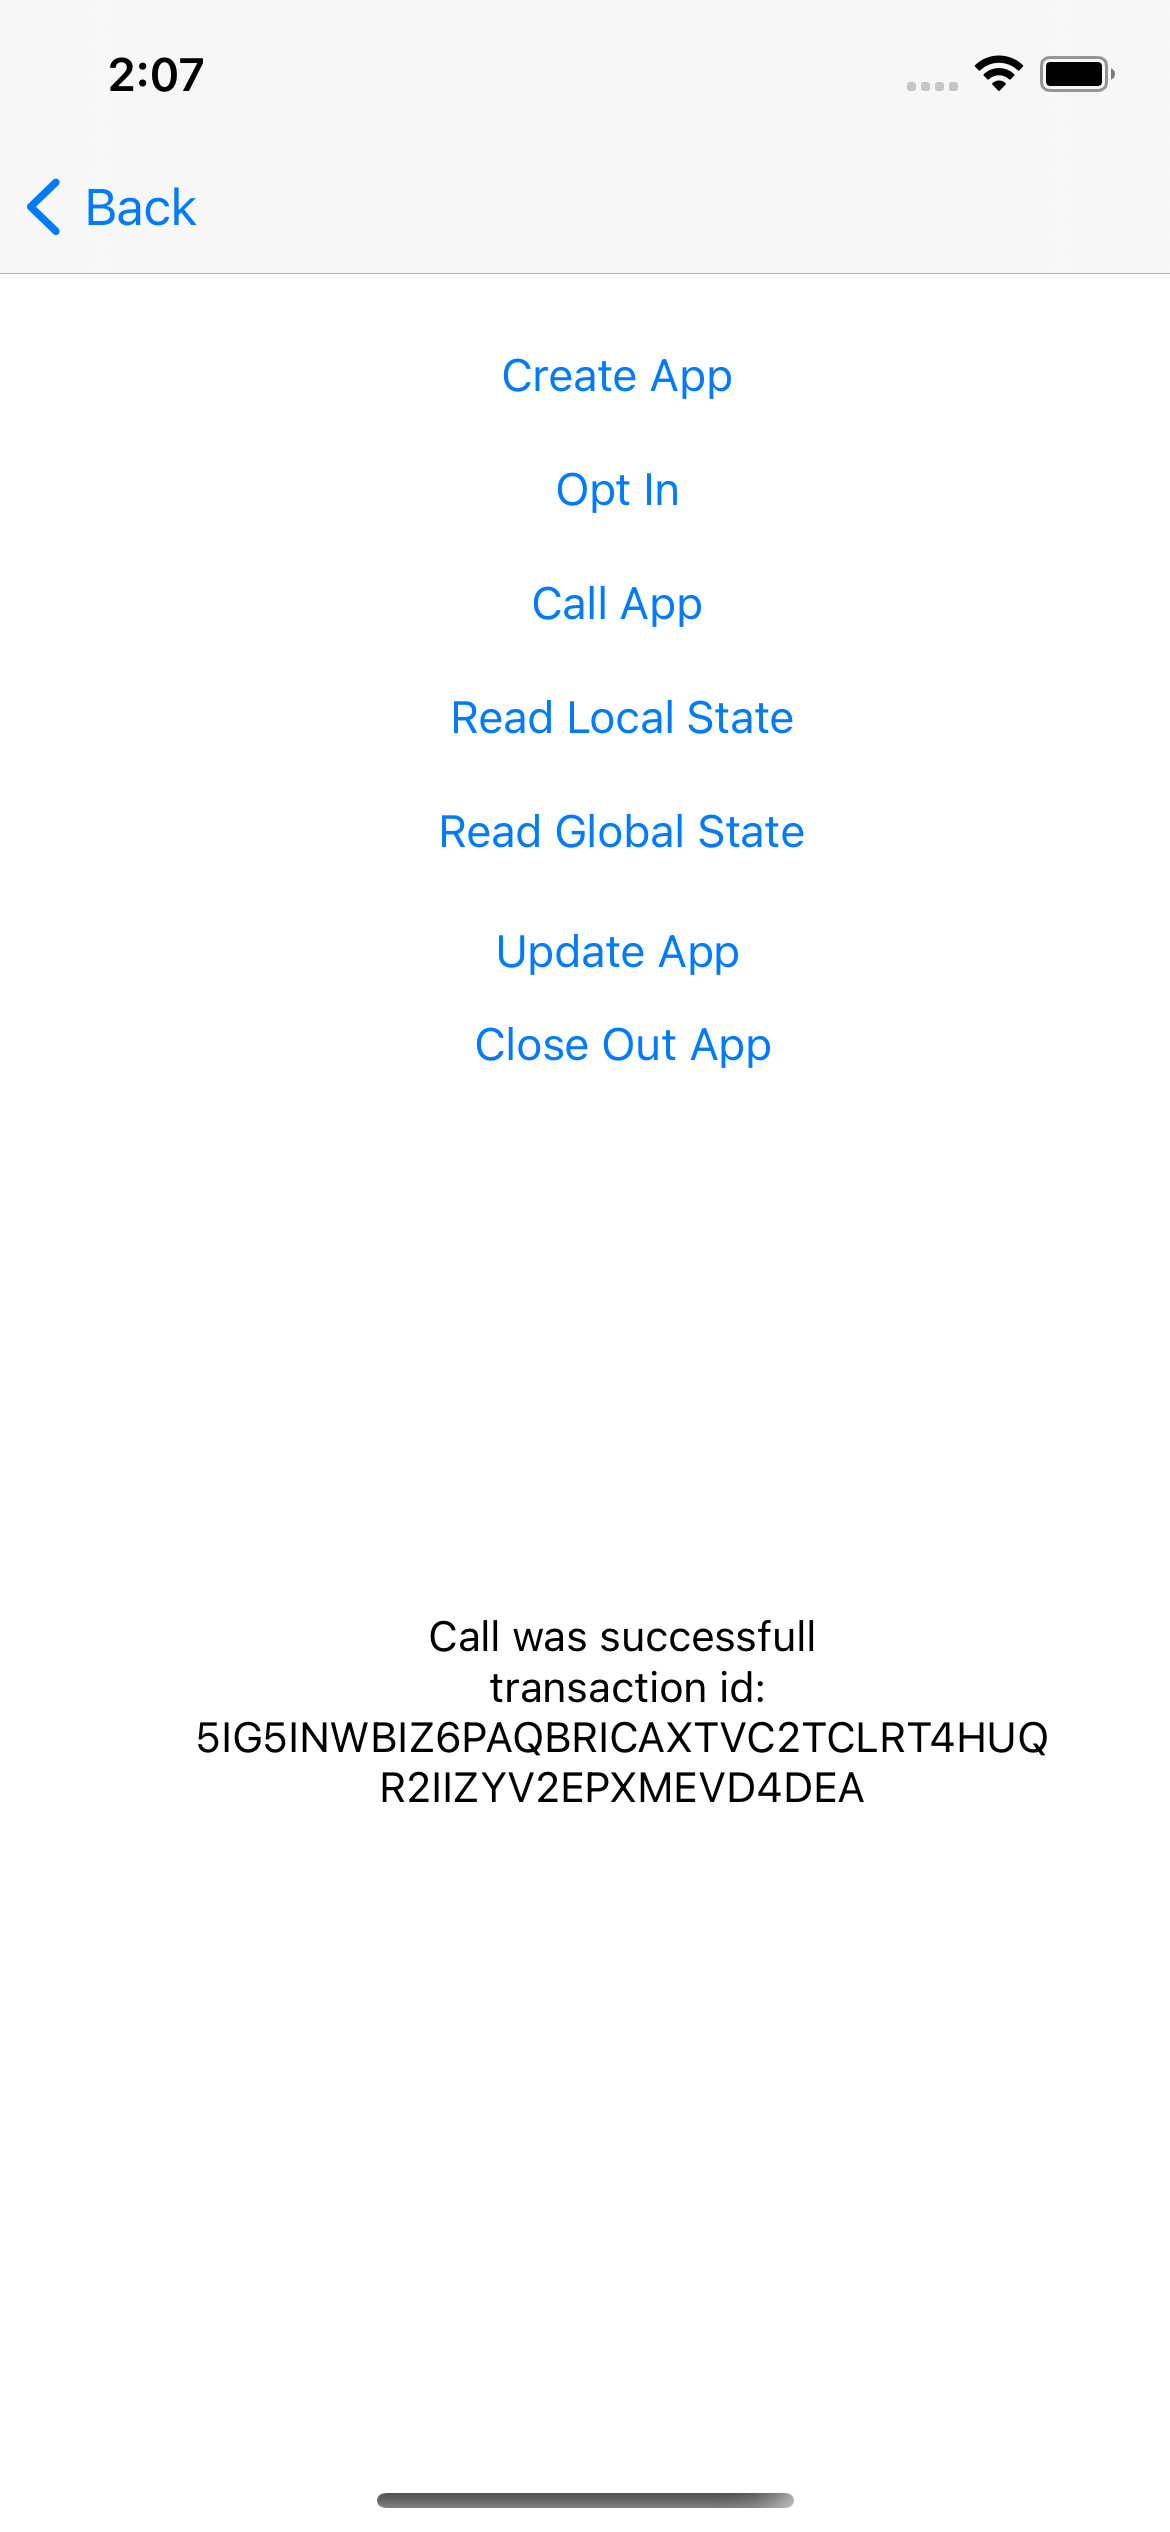 2:07
Back
Create App
Opt In
Call App
Read Local State
Read Global State
Update App
Close Out App
Call was successfull
transaction id:
5IG5INWBIZ6PAQBRICAXTVC2TCLRT4HUQ
R2IIZYV2EPXMEVD4DEA